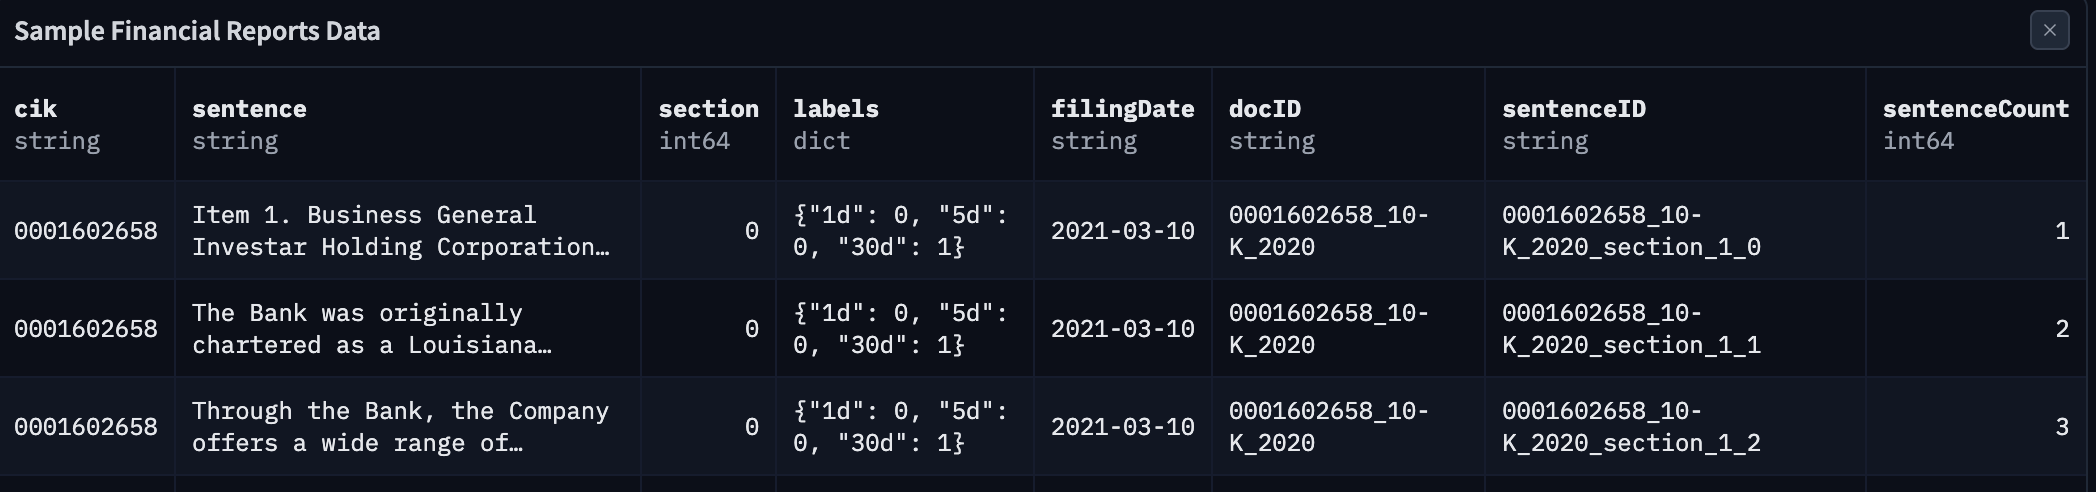 Sample Financial Reports Data
cik
string
sentence
string
section
int64
labels
dict
filingDate
string
docID
string
sentenceID
string
sentenceCount
int64
0001602658
Item 1. Business General
Investar Holding Corporation…
0
{"1d": 0, "5d":
0, "30d": 1}
2021-03-10
0001602658_10-
K_2020
0001602658_10-
K_2020_section_1_0
1
0001602658
The Bank was originally
chartered as a Louisiana…
0
{"1d": 0, "5d":
0, "30d": 1}
2021-03-10
0001602658_10-
K_2020
0001602658_10-
K_2020_section_1_1
2
0001602658
Through the Bank, the Company
offers a wide range of…
0
{"1d": 0, "5d":
0, "30d": 1}
2021-03-10
0001602658_10-
K_2020
0001602658_10-
K_2020_section_1_2
3